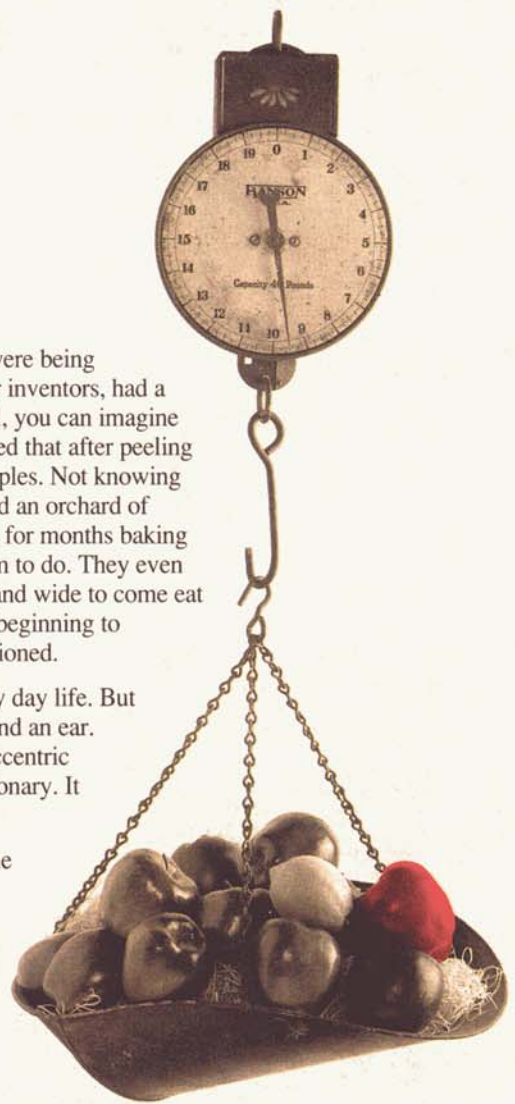 19 0 1
18 2
17 3
HANSON
16 4
15 5
14 6
Capacity 40 Pounds
13 7
12 8
11 10 9
were being
r inventors, had a
l, you can imagine
ed that after peeling
ples. Not knowing
d an orchard of
for months baking
n to do. They even
and wide to come eat
beginning to
ioned.
y day life. But
nd an ear.
ccentric
onary. It
e